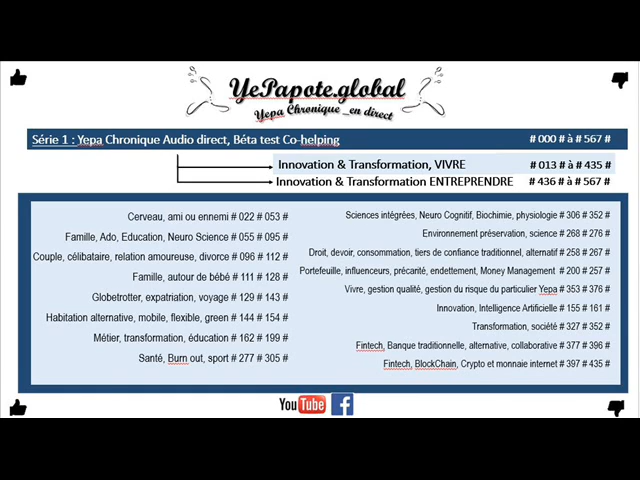 YePapote.global
Yepa Chronique _en direct
Série 1 : Yepa Chronique Audio direct, Béta test Co-helping # 000 # à # 567 #
Innovation & Transformation, VIVRE # 013 # à # 435 #
Innovation & Transformation ENTREPRENDRE # 436 # à # 567 #
Cerveau, ami ou ennemi # 022 # 053 #
Famille, Ado, Education, Neuro Science # 055 # 095 #
Couple, célibataire, relation amoureuse, divorce # 096 # 112 #
Famille, autour de bébé # 111 # 128 #
Globetrotter, expatriation, voyage # 129 # 143 #
Habitation alternative, mobile, flexible, green # 144 # 154 #
Métier, transformation, éducation # 162 # 199 #
Santé, Burn out, sport # 277 # 305 #
Sciences intégrées, Neuro Cognitif, Biochimie, physiologie # 306 # 352 #
Environnement préservation, science # 268 # 276 #
Droit, devoir, consommation, tiers de confiance traditionnel, alternatif # 258 # 267 #
Portefeuille, influenceurs, précarité, endettement, Money Management # 200 # 257 #
Vivre, gestion qualité, gestion du risque du particulier Yepa # 353 # 376 #
Innovation, Intelligence Artificielle # 155 # 161 #
Transformation, société # 327 # 352 #
Fintech, Banque traditionnelle, alternative, collaborative # 377 # 396 #
Fintech, BlockChain, Crypto et monnaie internet # 397 # 435 #
YouTube f